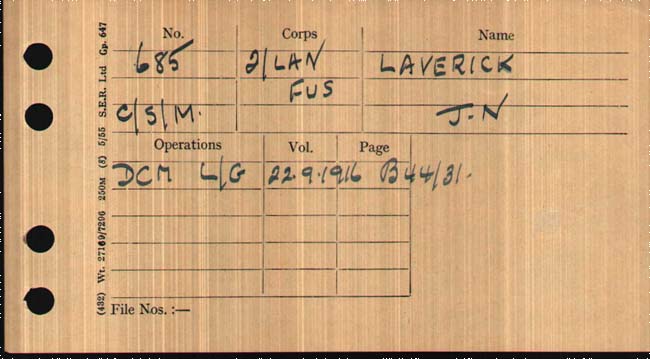 No. Corps Name
685 2/LAN LAVERICK
FUS
C/S/M. J.N
Operations Vol. Page
DCM L/G 22.9.1916 B44/31.
File Nos. :—
(432) Wt. 27169/7296 250M (8) 5/55 S.E.R. Ltd Gp. 647